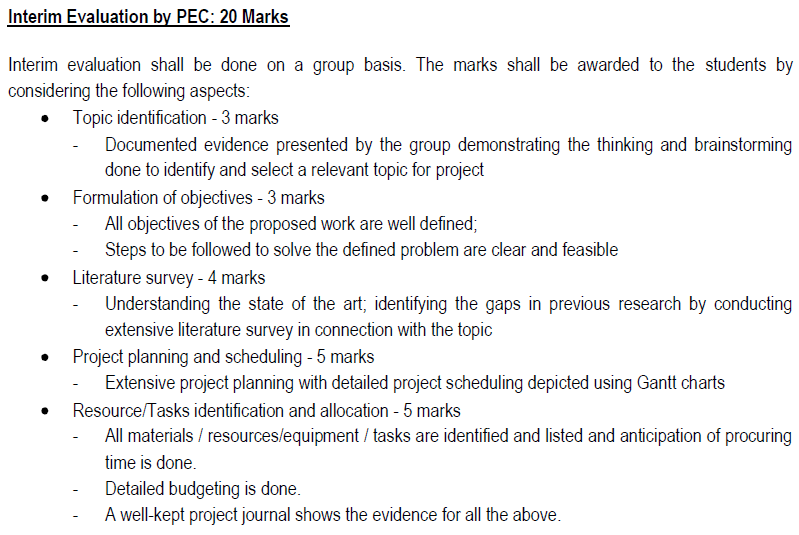 Interim Evaluation by PEC: 20 Marks
Interim evaluation shall be done on a group basis. The marks shall be awarded to the students by
considering the following aspects:
• Topic identification - 3 marks
- Documented evidence presented by the group demonstrating the thinking and brainstorming
done to identify and select a relevant topic for project
• Formulation of objectives - 3 marks
- All objectives of the proposed work are well defined;
- Steps to be followed to solve the defined problem are clear and feasible
• Literature survey - 4 marks
- Understanding the state of the art; identifying the gaps in previous research by conducting
extensive literature survey in connection with the topic
• Project planning and scheduling - 5 marks
- Extensive project planning with detailed project scheduling depicted using Gantt charts
• Resource/Tasks identification and allocation - 5 marks
- All materials / resources/equipment / tasks are identified and listed and anticipation of procuring
time is done.
- Detailed budgeting is done.
- A well-kept project journal shows the evidence for all the above.